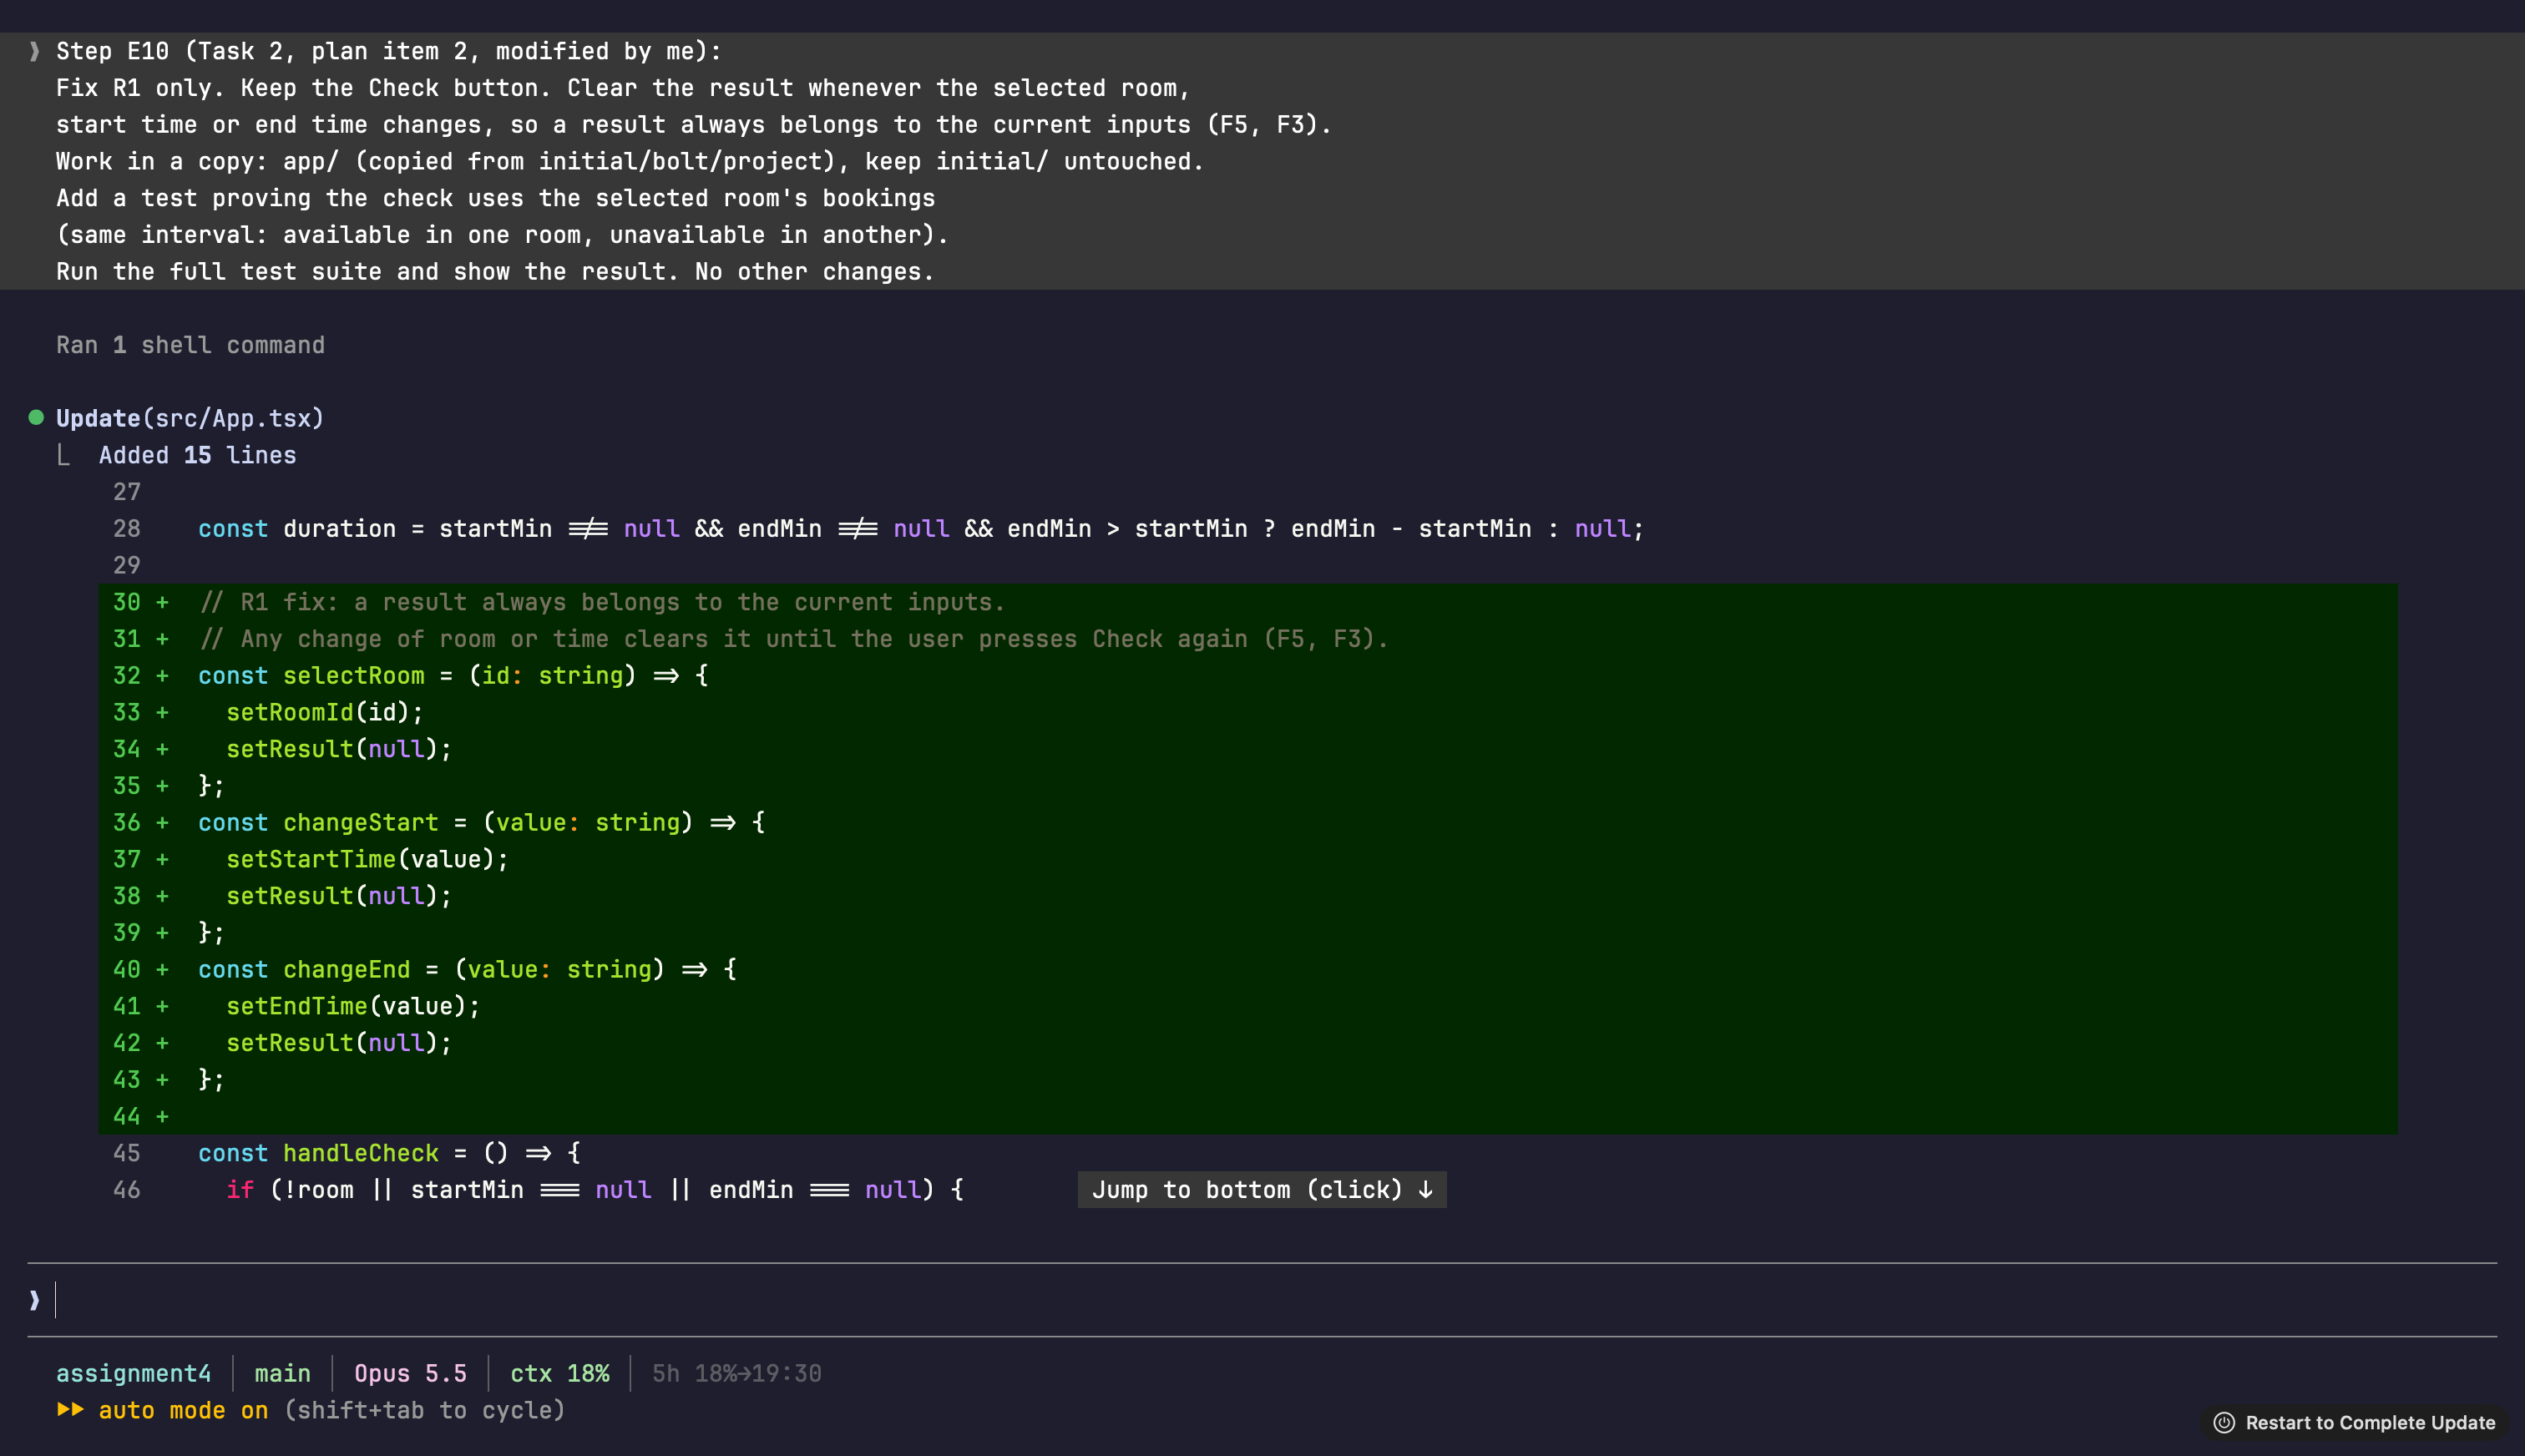 ❯ Step E10 (Task 2, plan item 2, modified by me):
Fix R1 only. Keep the Check button. Clear the result whenever the selected room,
start time or end time changes, so a result always belongs to the current inputs (F5, F3).
Work in a copy: app/ (copied from initial/bolt/project), keep initial/ untouched.
Add a test proving the check uses the selected room's bookings
(same interval: available in one room, unavailable in another).
Run the full test suite and show the result. No other changes.
Ran 1 shell command
● Update(src/App.tsx)
⎿ Added 15 lines
27
28 const duration = startMin !== null && endMin !== null && endMin > startMin ? endMin - startMin : null;
29
30 + // R1 fix: a result always belongs to the current inputs.
31 + // Any change of room or time clears it until the user presses Check again (F5, F3).
32 + const selectRoom = (id: string) => {
33 + setRoomId(id);
34 + setResult(null);
35 + };
36 + const changeStart = (value: string) => {
37 + setStartTime(value);
38 + setResult(null);
39 + };
40 + const changeEnd = (value: string) => {
41 + setEndTime(value);
42 + setResult(null);
43 + };
44 +
45 const handleCheck = () => {
46 if (!room || startMin === null || endMin === null) {
Jump to bottom (click) ↓
❯
assignment4 │ main │ Opus 5.5 │ ctx 18% │ 5h 18%→19:30
⏵⏵ auto mode on (shift+tab to cycle)
Restart to Complete Update